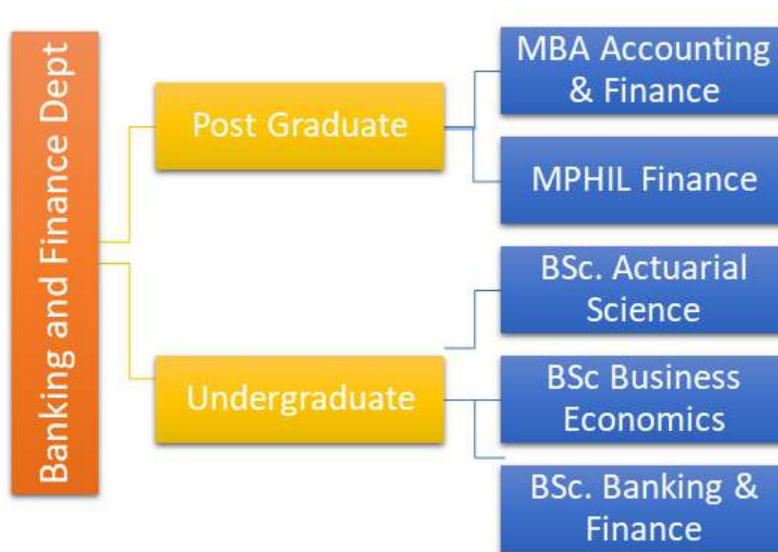 Banking and Finance Dept
Post Graduate
MBA Accounting
& Finance
MPHIL Finance
Undergraduate
BSc. Actuarial
Science
BSc Business
Economics
BSc. Banking &
Finance